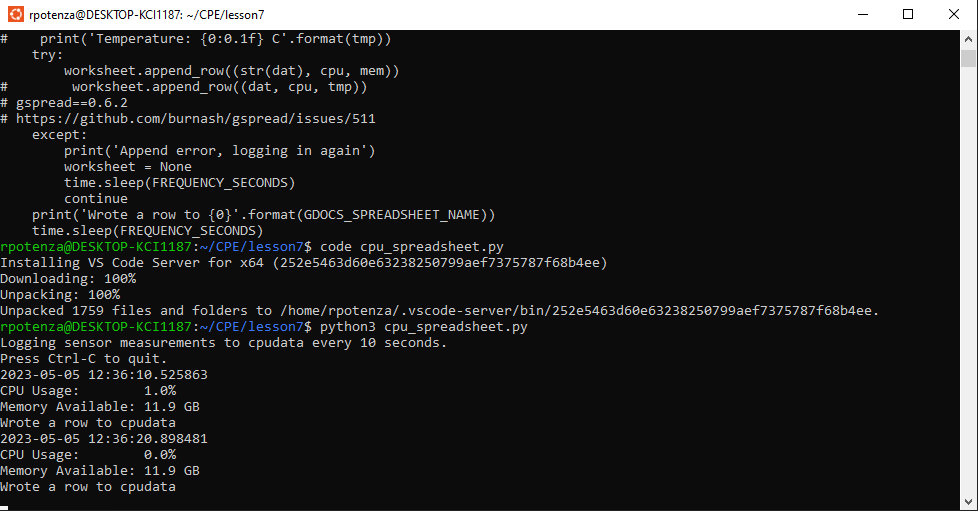 rpotenza@DESKTOP-KCI1187: ~/CPE/lesson7
#    print('Temperature: {0:0.1f} C'.format(tmp))
    try:
        worksheet.append_row((str(dat), cpu, mem))
#        worksheet.append_row((dat, cpu, tmp))
# gspread==0.6.2
# https://github.com/burnash/gspread/issues/511
    except:
        print('Append error, logging in again')
        worksheet = None
        time.sleep(FREQUENCY_SECONDS)
        continue
    print('Wrote a row to {0}'.format(GDOCS_SPREADSHEET_NAME))
    time.sleep(FREQUENCY_SECONDS)
rpotenza@DESKTOP-KCI1187:~/CPE/lesson7$ code cpu_spreadsheet.py
Installing VS Code Server for x64 (252e5463d60e63238250799aef7375787f68b4ee)
Downloading: 100%
Unpacking: 100%
Unpacked 1759 files and folders to /home/rpotenza/.vscode-server/bin/252e5463d60e63238250799aef7375787f68b4ee.
rpotenza@DESKTOP-KCI1187:~/CPE/lesson7$ python3 cpu_spreadsheet.py
Logging sensor measurements to cpudata every 10 seconds.
Press Ctrl-C to quit.
2023-05-05 12:36:10.525863
CPU Usage:        1.0%
Memory Available: 11.9 GB
Wrote a row to cpudata
2023-05-05 12:36:20.898481
CPU Usage:        0.0%
Memory Available: 11.9 GB
Wrote a row to cpudata